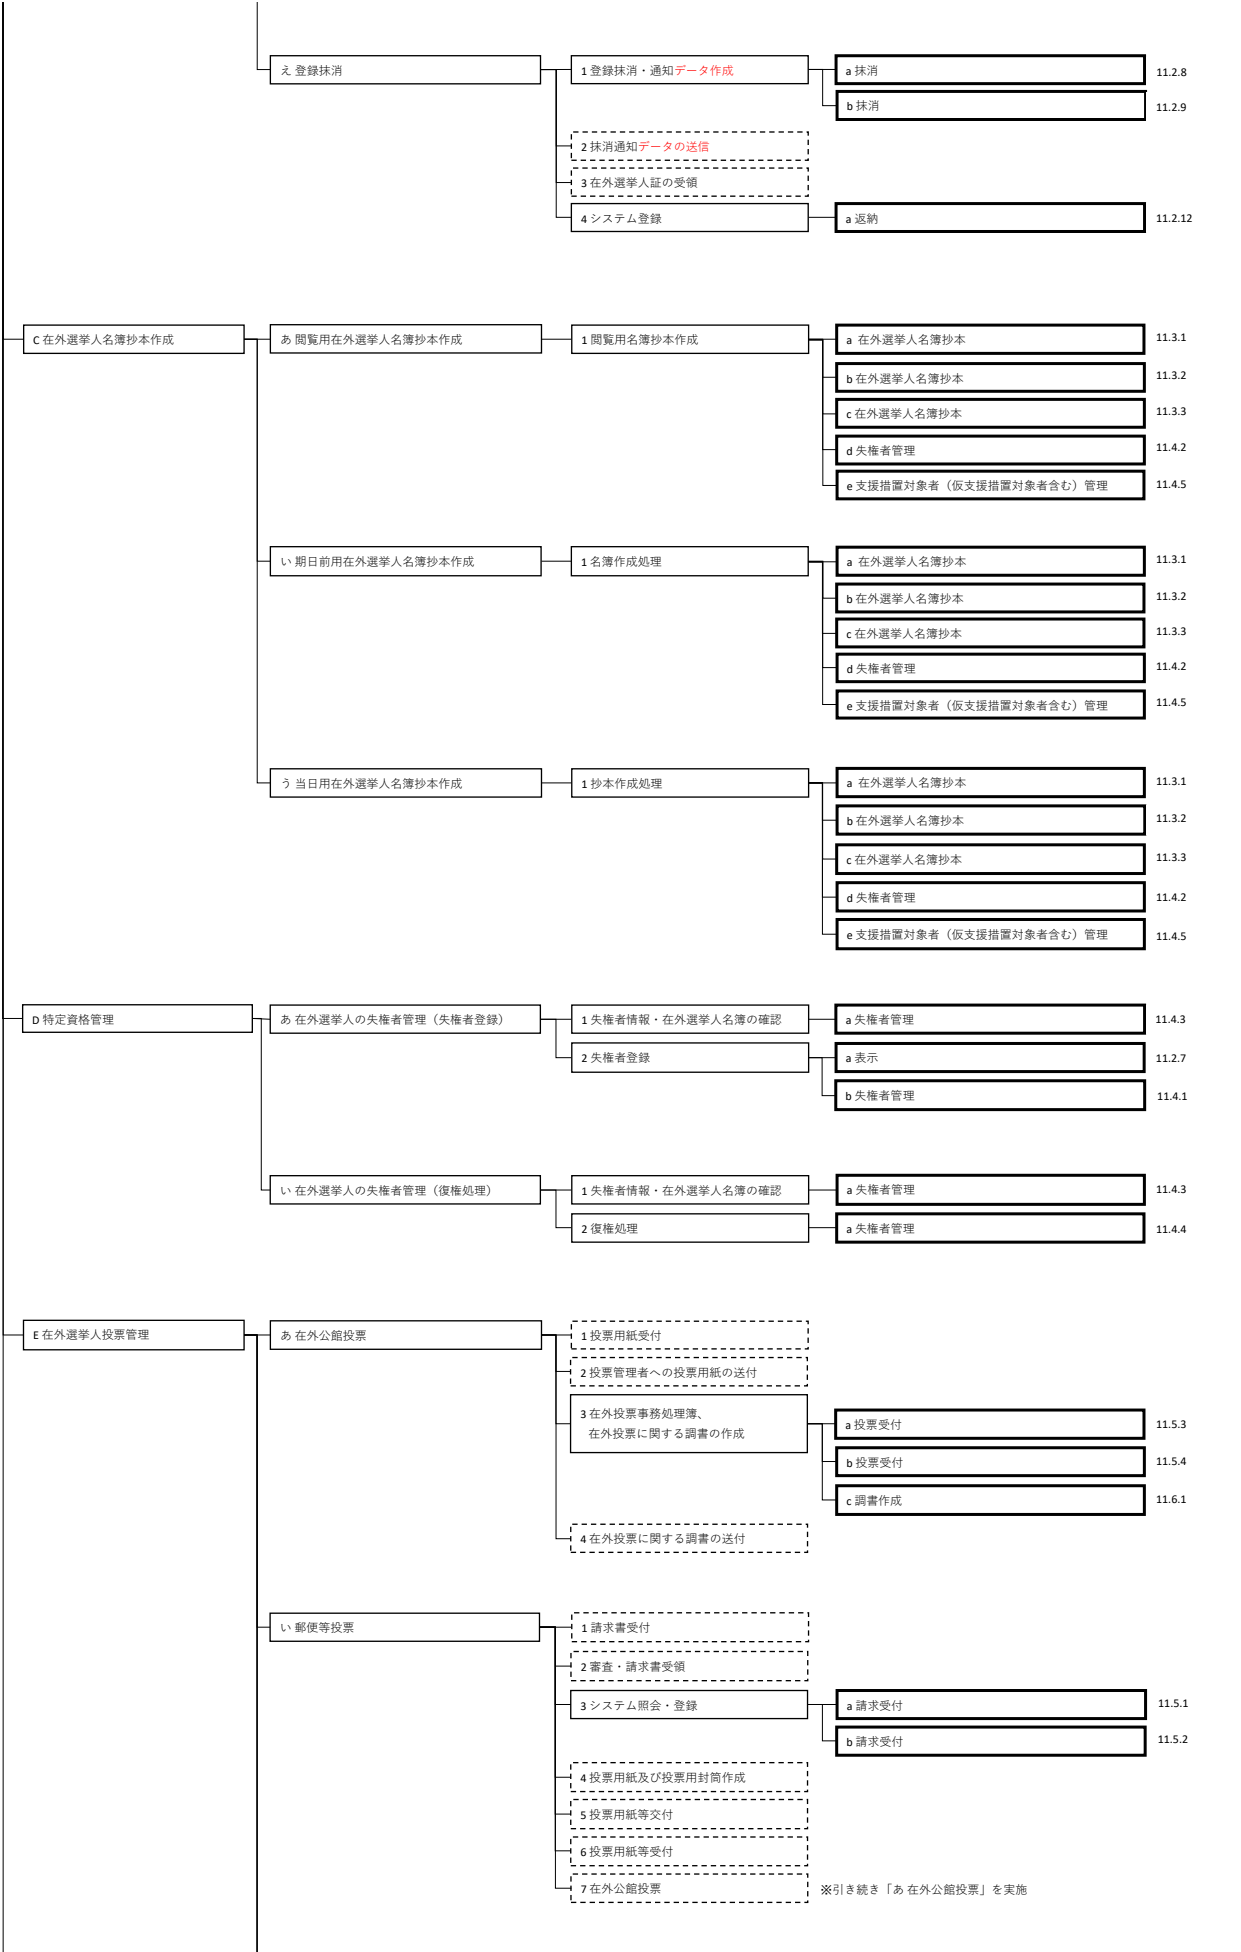 え 登録抹消
1 登録抹消・通知データ作成
a 抹消
11.2.8
b 抹消
11.2.9
2 抹消通知データの送信
3 在外選挙人証の受領
4 システム登録
a 返納
11.2.12
C 在外選挙人名簿抄本作成
あ 閲覧用在外選挙人名簿抄本作成
1 閲覧用名簿抄本作成
a 在外選挙人名簿抄本
11.3.1
b 在外選挙人名簿抄本
11.3.2
c 在外選挙人名簿抄本
11.3.3
d 失権者管理
11.4.2
e 支援措置対象者（仮支援措置対象者含む）管理
11.4.5
い 期日前用在外選挙人名簿抄本作成
1 名簿作成処理
a 在外選挙人名簿抄本
11.3.1
b 在外選挙人名簿抄本
11.3.2
c 在外選挙人名簿抄本
11.3.3
d 失権者管理
11.4.2
e 支援措置対象者（仮支援措置対象者含む）管理
11.4.5
う 当日用在外選挙人名簿抄本作成
1 抄本作成処理
a 在外選挙人名簿抄本
11.3.1
b 在外選挙人名簿抄本
11.3.2
c 在外選挙人名簿抄本
11.3.3
d 失権者管理
11.4.2
e 支援措置対象者（仮支援措置対象者含む）管理
11.4.5
D 特定資格管理
あ 在外選挙人の失権者管理（失権者登録）
1 失権者情報・在外選挙人名簿の確認
a 失権者管理
11.4.3
2 失権者登録
a 表示
11.2.7
b 失権者管理
11.4.1
い 在外選挙人の失権者管理（復権処理）
1 失権者情報・在外選挙人名簿の確認
a 失権者管理
11.4.3
2 復権処理
a 失権者管理
11.4.4
E 在外選挙人投票管理
あ 在外公館投票
1 投票用紙受付
2 投票管理者への投票用紙の送付
3 在外投票事務処理簿、
在外投票に関する調書の作成
a 投票受付
11.5.3
b 投票受付
11.5.4
c 調書作成
11.6.1
4 在外投票に関する調書の送付
い 郵便等投票
1 請求書受付
2 審査・請求書受領
3 システム照会・登録
a 請求受付
11.5.1
b 請求受付
11.5.2
4 投票用紙及び投票用封筒作成
5 投票用紙等交付
6 投票用紙等受付
7 在外公館投票
※引き続き「あ 在外公館投票」を実施